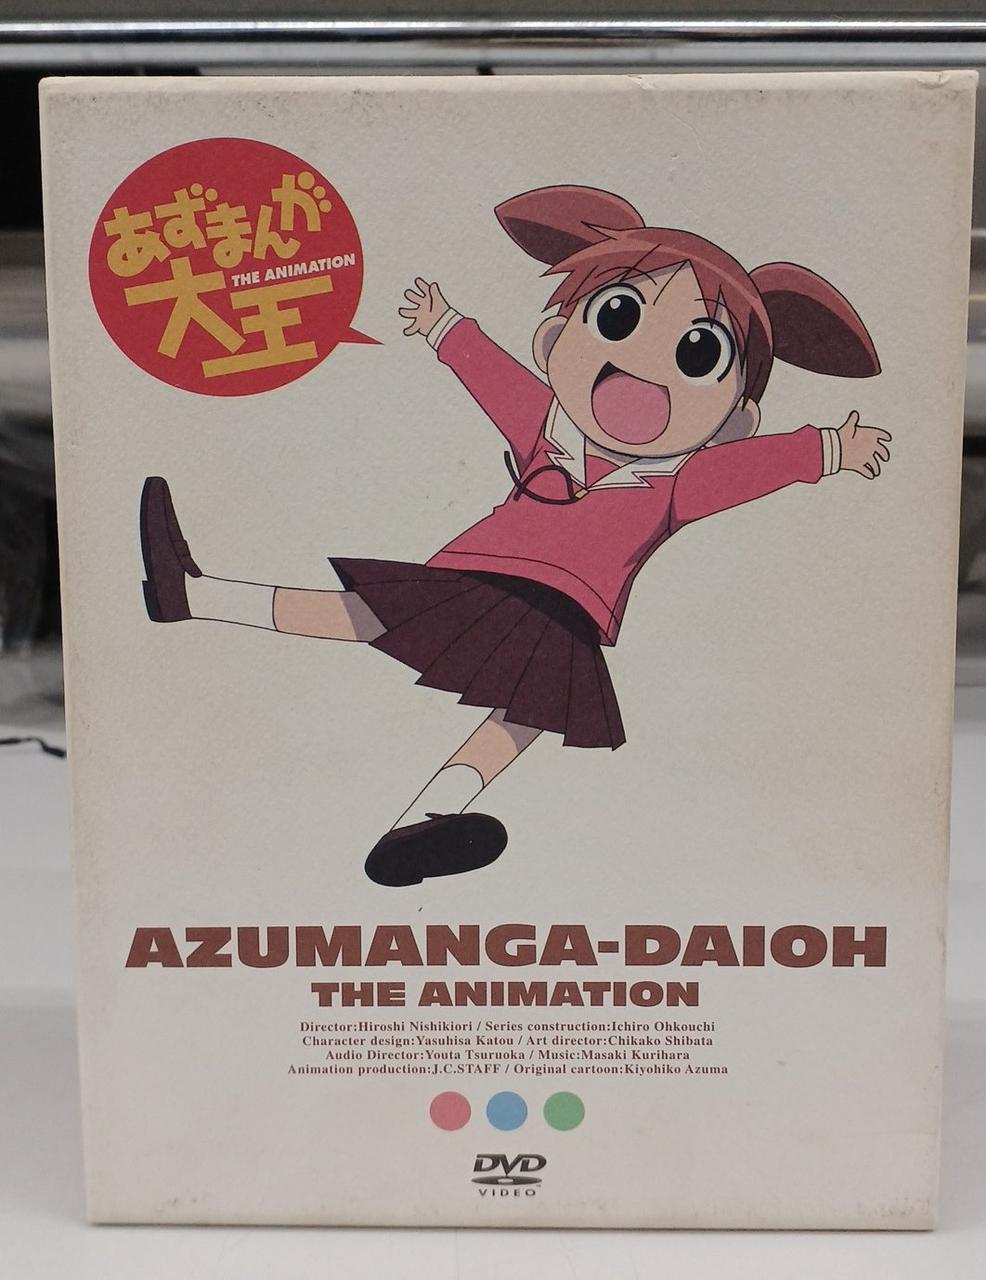 あずまんが
THE ANIMATION
大王
AZUMANGA-DAIOH
THE ANIMATION
Director:Hiroshi Nishikiori / Series construction:Ichiro Ohkouchi
Character design:Yasuhisa Katou / Art director:Chikako Shibata
Audio Director:Youta Tsuruoka / Music:Masaki Kurihara
Animation production:J.C.STAFF / Original cartoon:Kiyohiko Azuma
DVD
VIDEO